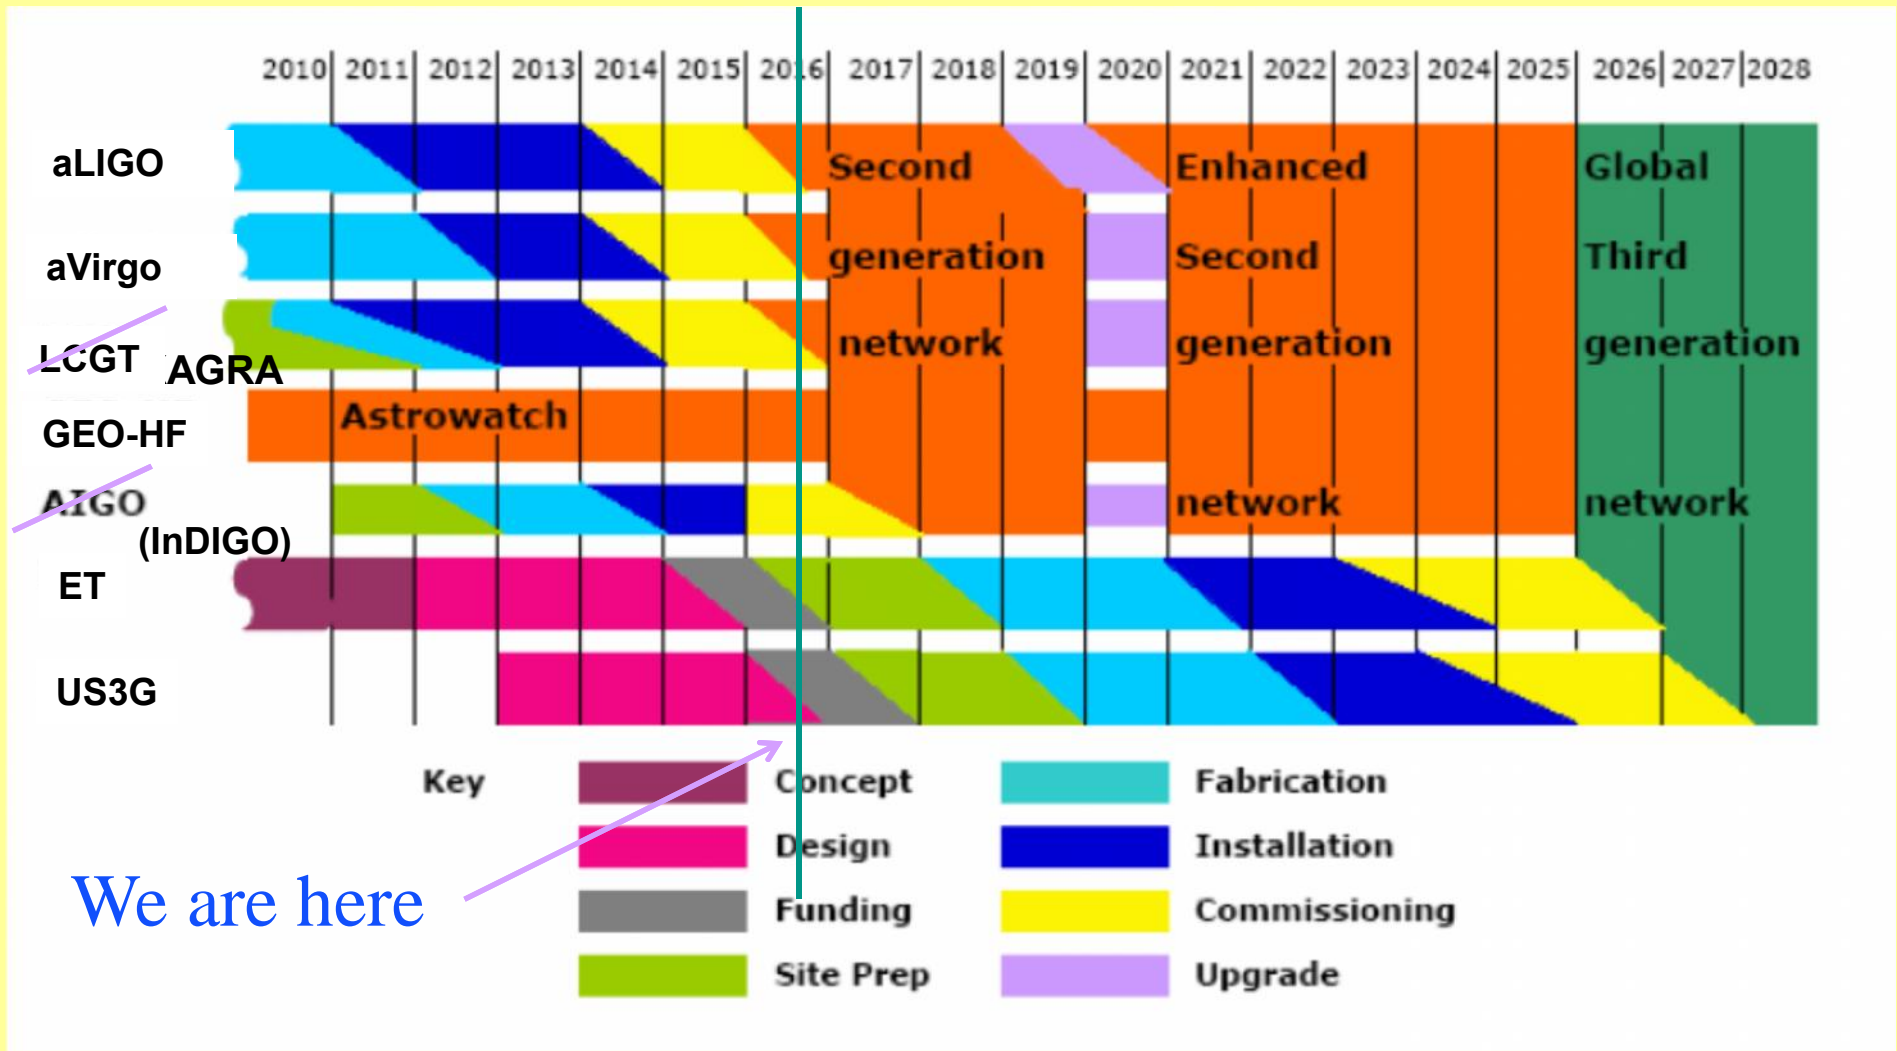 2010 2011 2012 2013 2014 2015 2016 2017 2018 2019 2020 2021 2022 2023 2024 2025 2026 2027 2028
aLIGO
Second
Enhanced
Global
aVirgo
generation
Second
Third
LCGT
AGRA
network
generation
generation
GEO-HF
Astrowatch
AIGO
(InDIGO)
network
network
ET
US3G
Key
Concept
Fabrication
Design
Installation
We are here
Funding
Commissioning
Site Prep
Upgrade